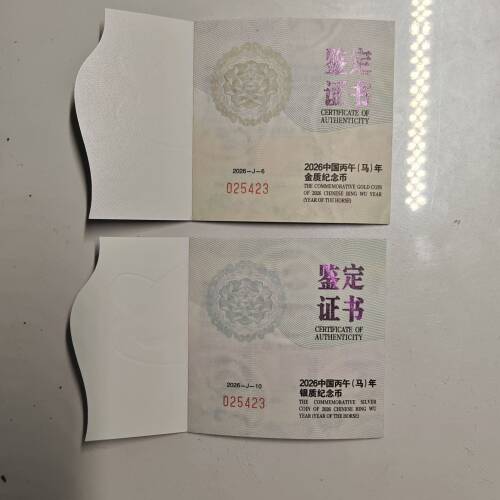 鉴定
证书
CERTIFICATE OF
AUTHENTICITY
2026-J-6
025423
2026中国丙午(马)年
金质纪念币
THE COMMEMORATIVE GOLD COIN
OF 2026 CHINESE BING WU YEAR
(YEAR OF THE HORSE)
鉴定
证书
CERTIFICATE OF
AUTHENTICITY
2026-J-10
025423
2026中国丙午(马)年
银质纪念币
THE COMMEMORATIVE SILVER
COIN OF 2026 CHINESE BING WU
YEAR (YEAR OF THE HORSE)